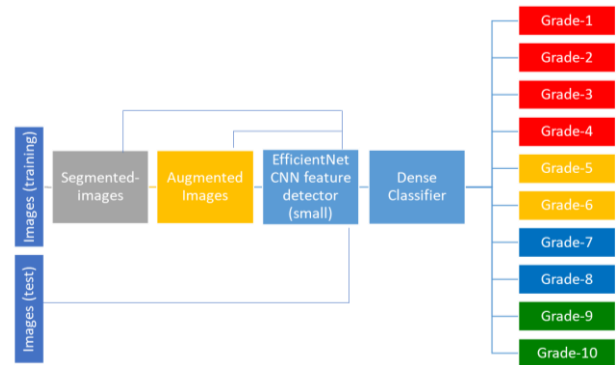 Images (training)
Images (test)
Segmented-
images
Augmented
Images
EfficientNet
CNN feature
detector
(small)
Dense
Classifier
Grade-1
Grade-2
Grade-3
Grade-4
Grade-5
Grade-6
Grade-7
Grade-8
Grade-9
Grade-10